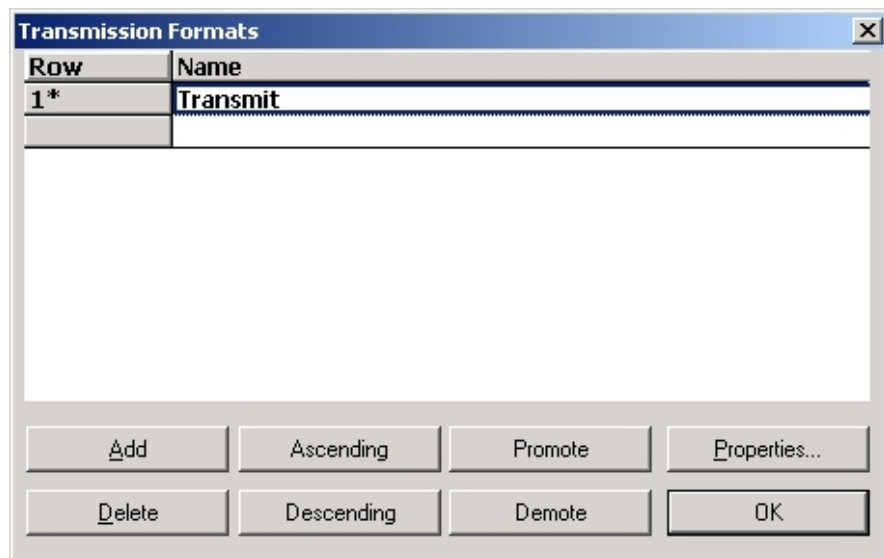 Transmission Formats
Row Name
1* Transmit
Add Ascending Promote Properties...
Delete Descending Demote OK